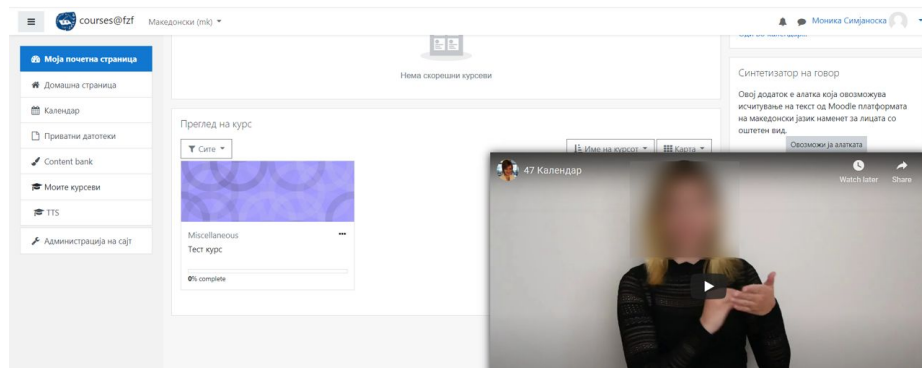 courses@fzf
Македонски (mk)
Моника Симјаноска
Моја почетна страница
Домашна страница
Календар
Приватни датотеки
Content bank
Моите курсеви
TTS
Администрација на сајт
Нема скорешни курсеви
Преглед на курс
Сите
Име на курсот
Карта
Miscellaneous
Тест курс
0% complete
Синтетизатор на говор
Овој додаток е алатка која овозможува
исчитување на текст од Moodle платформата
на македонски јазик наменет за лицата со
оштетен вид.
Овозможи ја алатката
47 Календар
Watch later
Share